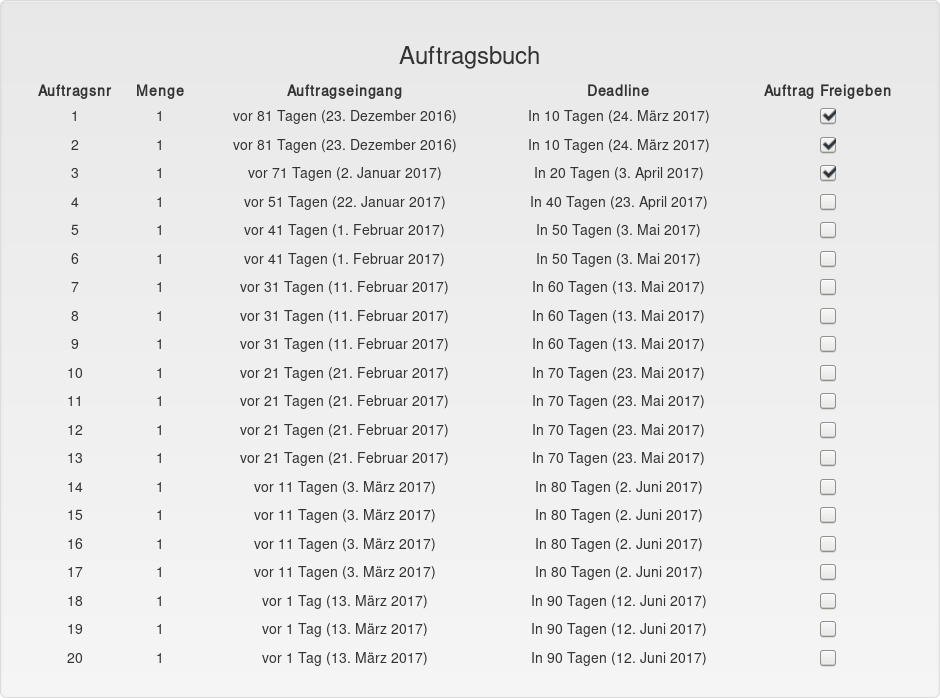 Auftragsbuch
Auftragsnr Menge Auftragseingang Deadline Auftrag Freigeben
1 1 vor 81 Tagen (23. Dezember 2016) In 10 Tagen (24. März 2017)
2 1 vor 81 Tagen (23. Dezember 2016) In 10 Tagen (24. März 2017)
3 1 vor 71 Tagen (2. Januar 2017) In 20 Tagen (3. April 2017)
4 1 vor 51 Tagen (22. Januar 2017) In 40 Tagen (23. April 2017)
5 1 vor 41 Tagen (1. Februar 2017) In 50 Tagen (3. Mai 2017)
6 1 vor 41 Tagen (1. Februar 2017) In 50 Tagen (3. Mai 2017)
7 1 vor 31 Tagen (11. Februar 2017) In 60 Tagen (13. Mai 2017)
8 1 vor 31 Tagen (11. Februar 2017) In 60 Tagen (13. Mai 2017)
9 1 vor 31 Tagen (11. Februar 2017) In 60 Tagen (13. Mai 2017)
10 1 vor 21 Tagen (21. Februar 2017) In 70 Tagen (23. Mai 2017)
11 1 vor 21 Tagen (21. Februar 2017) In 70 Tagen (23. Mai 2017)
12 1 vor 21 Tagen (21. Februar 2017) In 70 Tagen (23. Mai 2017)
13 1 vor 21 Tagen (21. Februar 2017) In 70 Tagen (23. Mai 2017)
14 1 vor 11 Tagen (3. März 2017) In 80 Tagen (2. Juni 2017)
15 1 vor 11 Tagen (3. März 2017) In 80 Tagen (2. Juni 2017)
16 1 vor 11 Tagen (3. März 2017) In 80 Tagen (2. Juni 2017)
17 1 vor 11 Tagen (3. März 2017) In 80 Tagen (2. Juni 2017)
18 1 vor 1 Tag (13. März 2017) In 90 Tagen (12. Juni 2017)
19 1 vor 1 Tag (13. März 2017) In 90 Tagen (12. Juni 2017)
20 1 vor 1 Tag (13. März 2017) In 90 Tagen (12. Juni 2017)